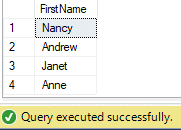 FirstName
1 Nancy
2 Andrew
3 Janet
4 Anne
Query executed successfully.